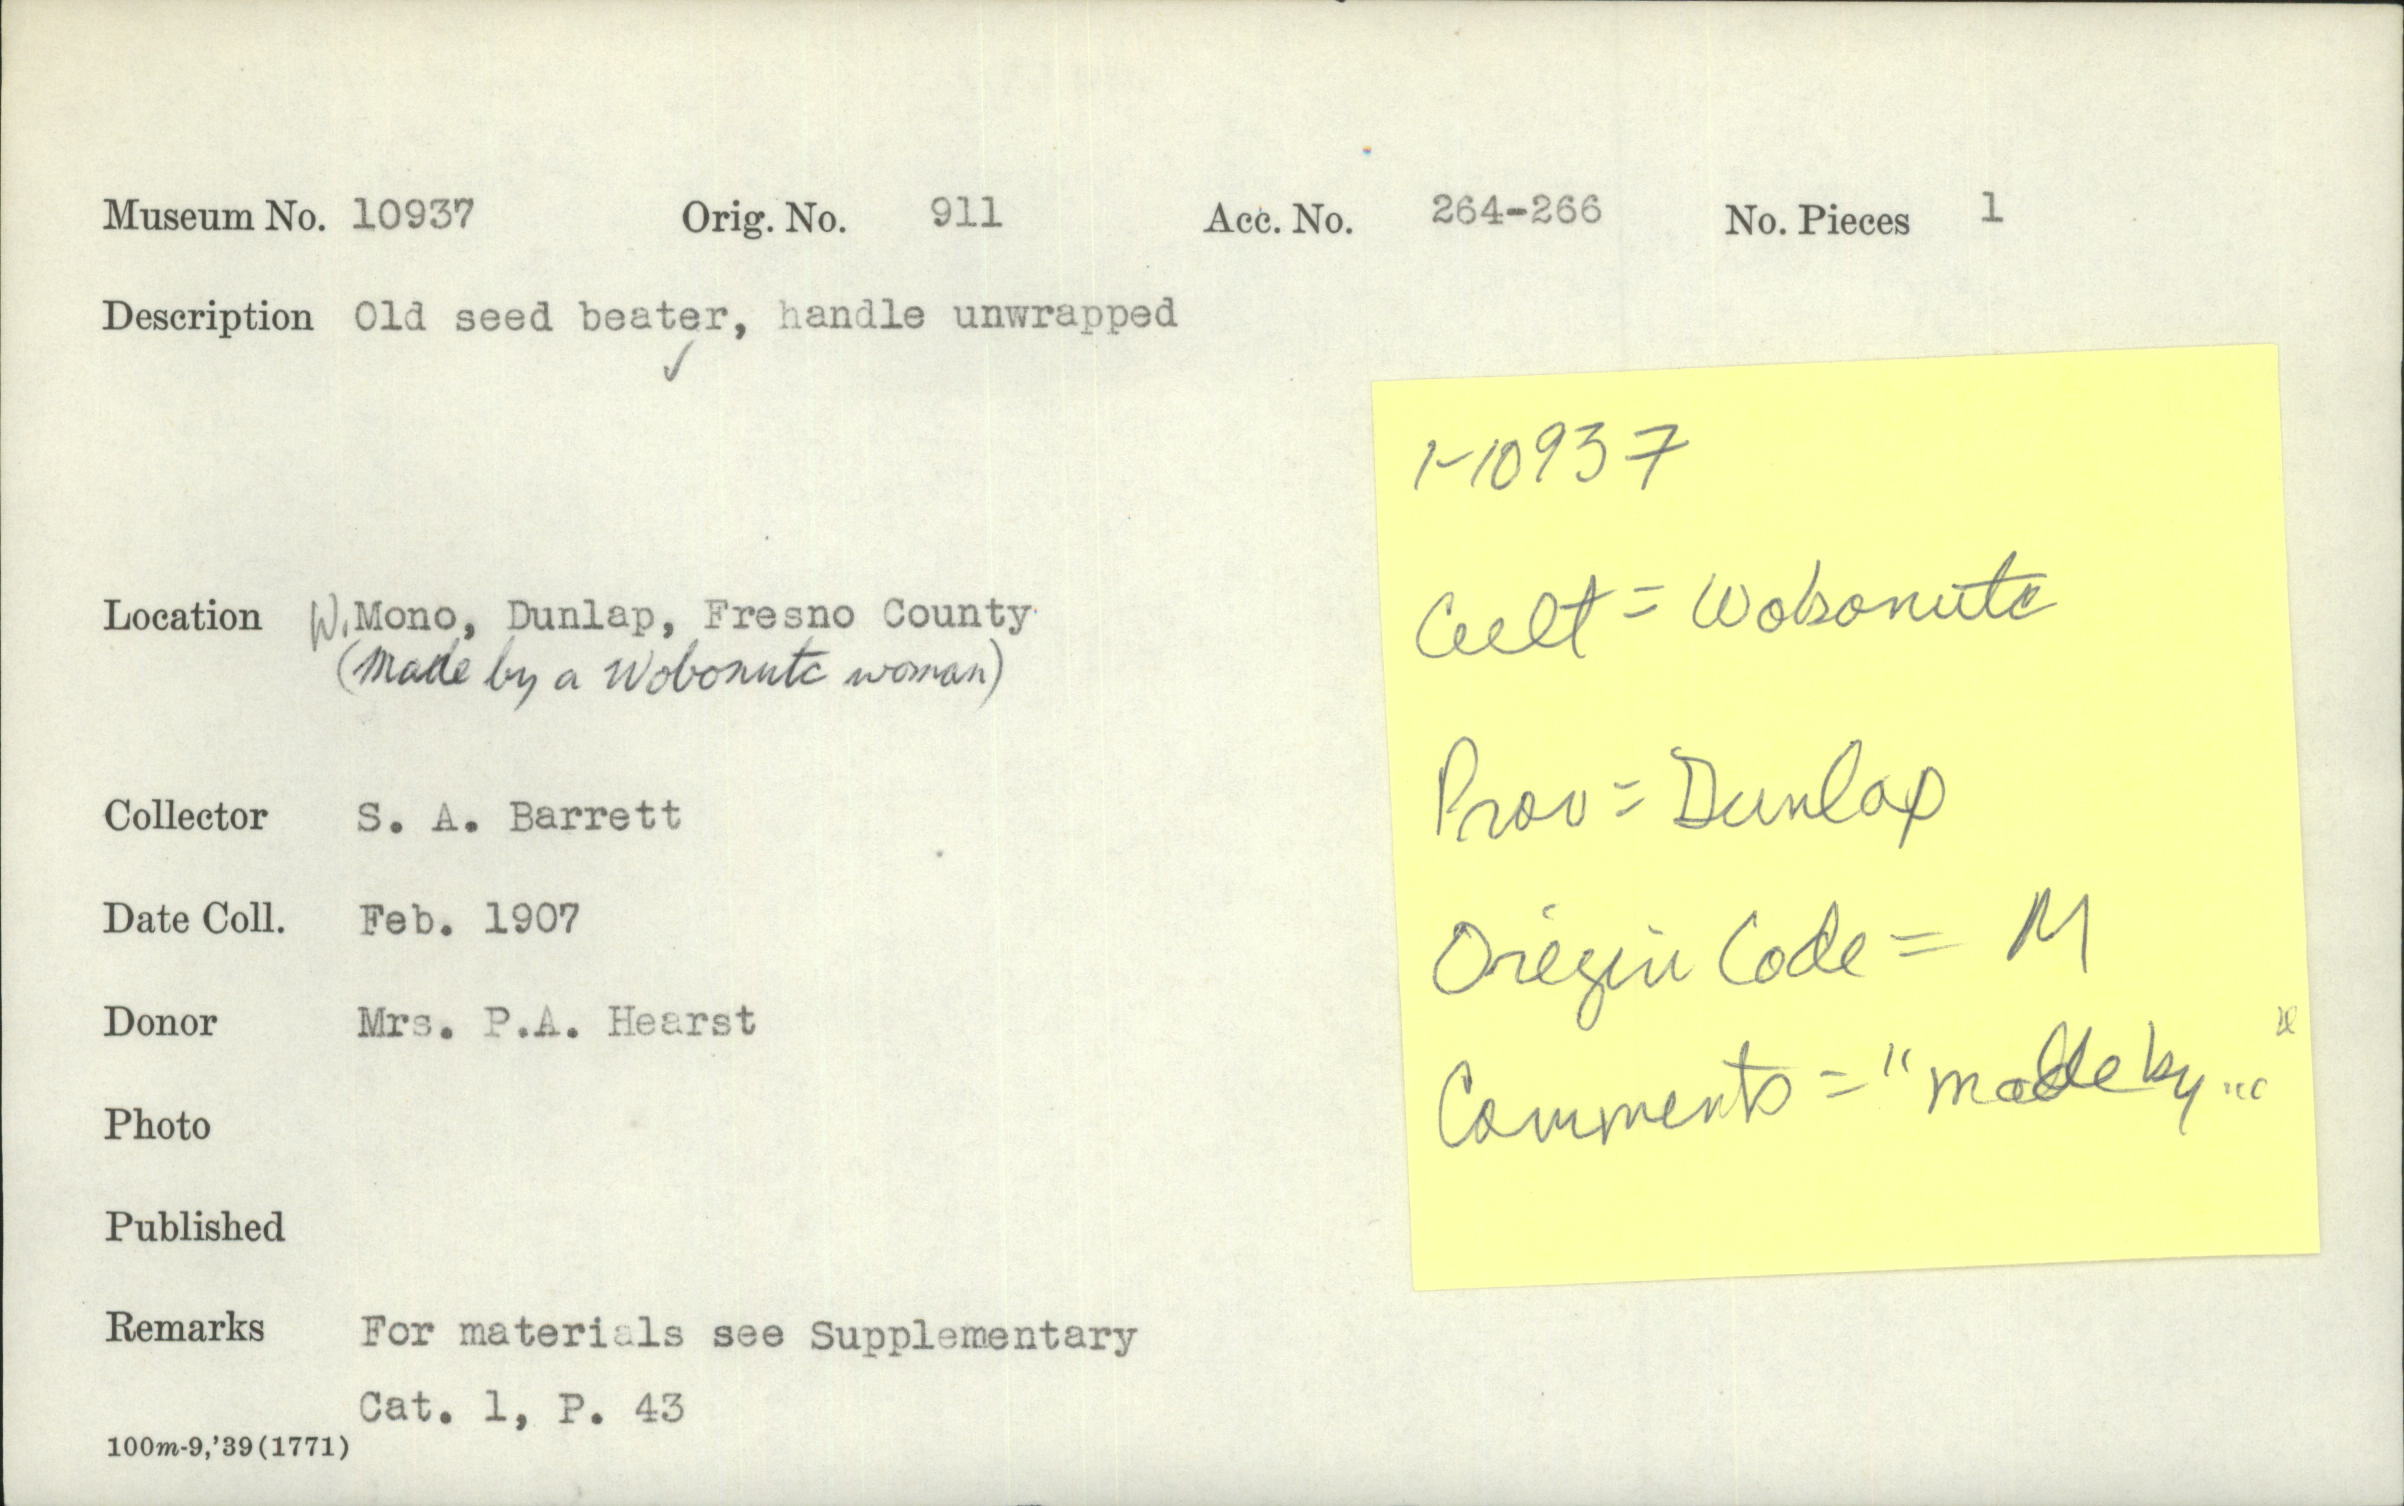 Museum No. 10937 Orig. No. 911 Acc. No. 264-266 No. Pieces 1
Description Old seed beater, handle unwrapped
✓
Location W. Mono, Dunlap, Fresno County
(Made by a Wobonutc woman)
Collector S. A. Barrett
Date Coll. Feb. 1907
Donor Mrs. P.A. Hearst
Photo
Published
Remarks For materials see Supplementary
Cat. 1, P. 43
100m-9,'39(1771)
1-10937
Cult = Wobonutc
Prov = Dunlap
Origin Code = M
Comments = "made by..."